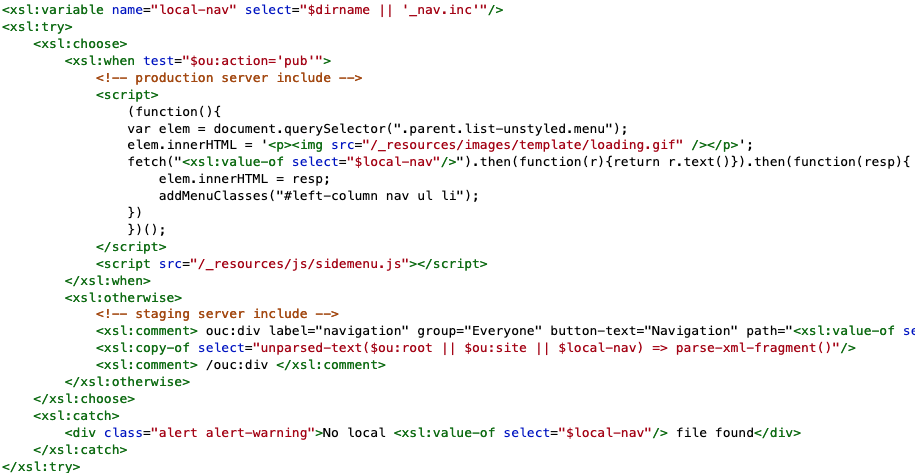 <xsl:variable name="local-nav" select="$dirname || '_nav.inc'"/>
<xsl:try>
    <xsl:choose>
        <xsl:when test="$ou:action='pub'">
            <!-- production server include -->
            <script>
                (function(){
                var elem = document.querySelector(".parent.list-unstyled.menu");
                elem.innerHTML = '<p><img src="/_resources/images/template/loading.gif" /></p>';
                fetch("<xsl:value-of select="$local-nav"/>").then(function(r){return r.text()}).then(function(resp){
                    elem.innerHTML = resp;
                    addMenuClasses("#left-column nav ul li");
                })
                })();
            </script>
            <script src="/_resources/js/sidemenu.js"></script>
        </xsl:when>
        <xsl:otherwise>
            <!-- staging server include -->
            <xsl:comment> ouc:div label="navigation" group="Everyone" button-text="Navigation" path="<xsl:value-of se
            <xsl:copy-of select="unparsed-text($ou:root || $ou:site || $local-nav) => parse-xml-fragment()"/>
            <xsl:comment> /ouc:div </xsl:comment>
        </xsl:otherwise>
    </xsl:choose>
    <xsl:catch>
        <div class="alert alert-warning">No local <xsl:value-of select="$local-nav"/> file found</div>
    </xsl:catch>
</xsl:try>